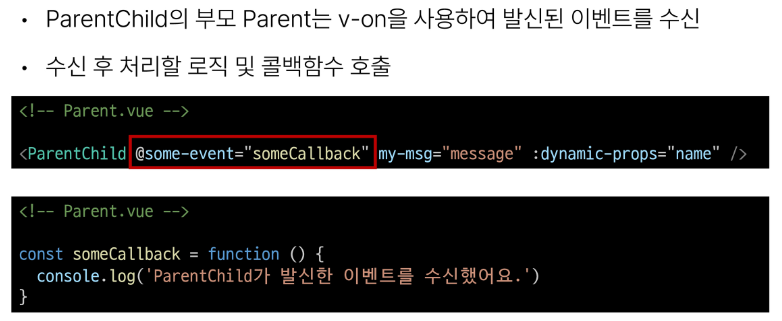 • ParentChild의 부모 Parent는 v-on을 사용하여 발신된 이벤트를 수신
• 수신 후 처리할 로직 및 콜백함수 호출
<!-- Parent.vue -->
<ParentChild @some-event="someCallback" my-msg="message" :dynamic-props="name" />
<!-- Parent.vue -->
const someCallback = function () {
  console.log('ParentChild가 발신한 이벤트를 수신했어요.')
}